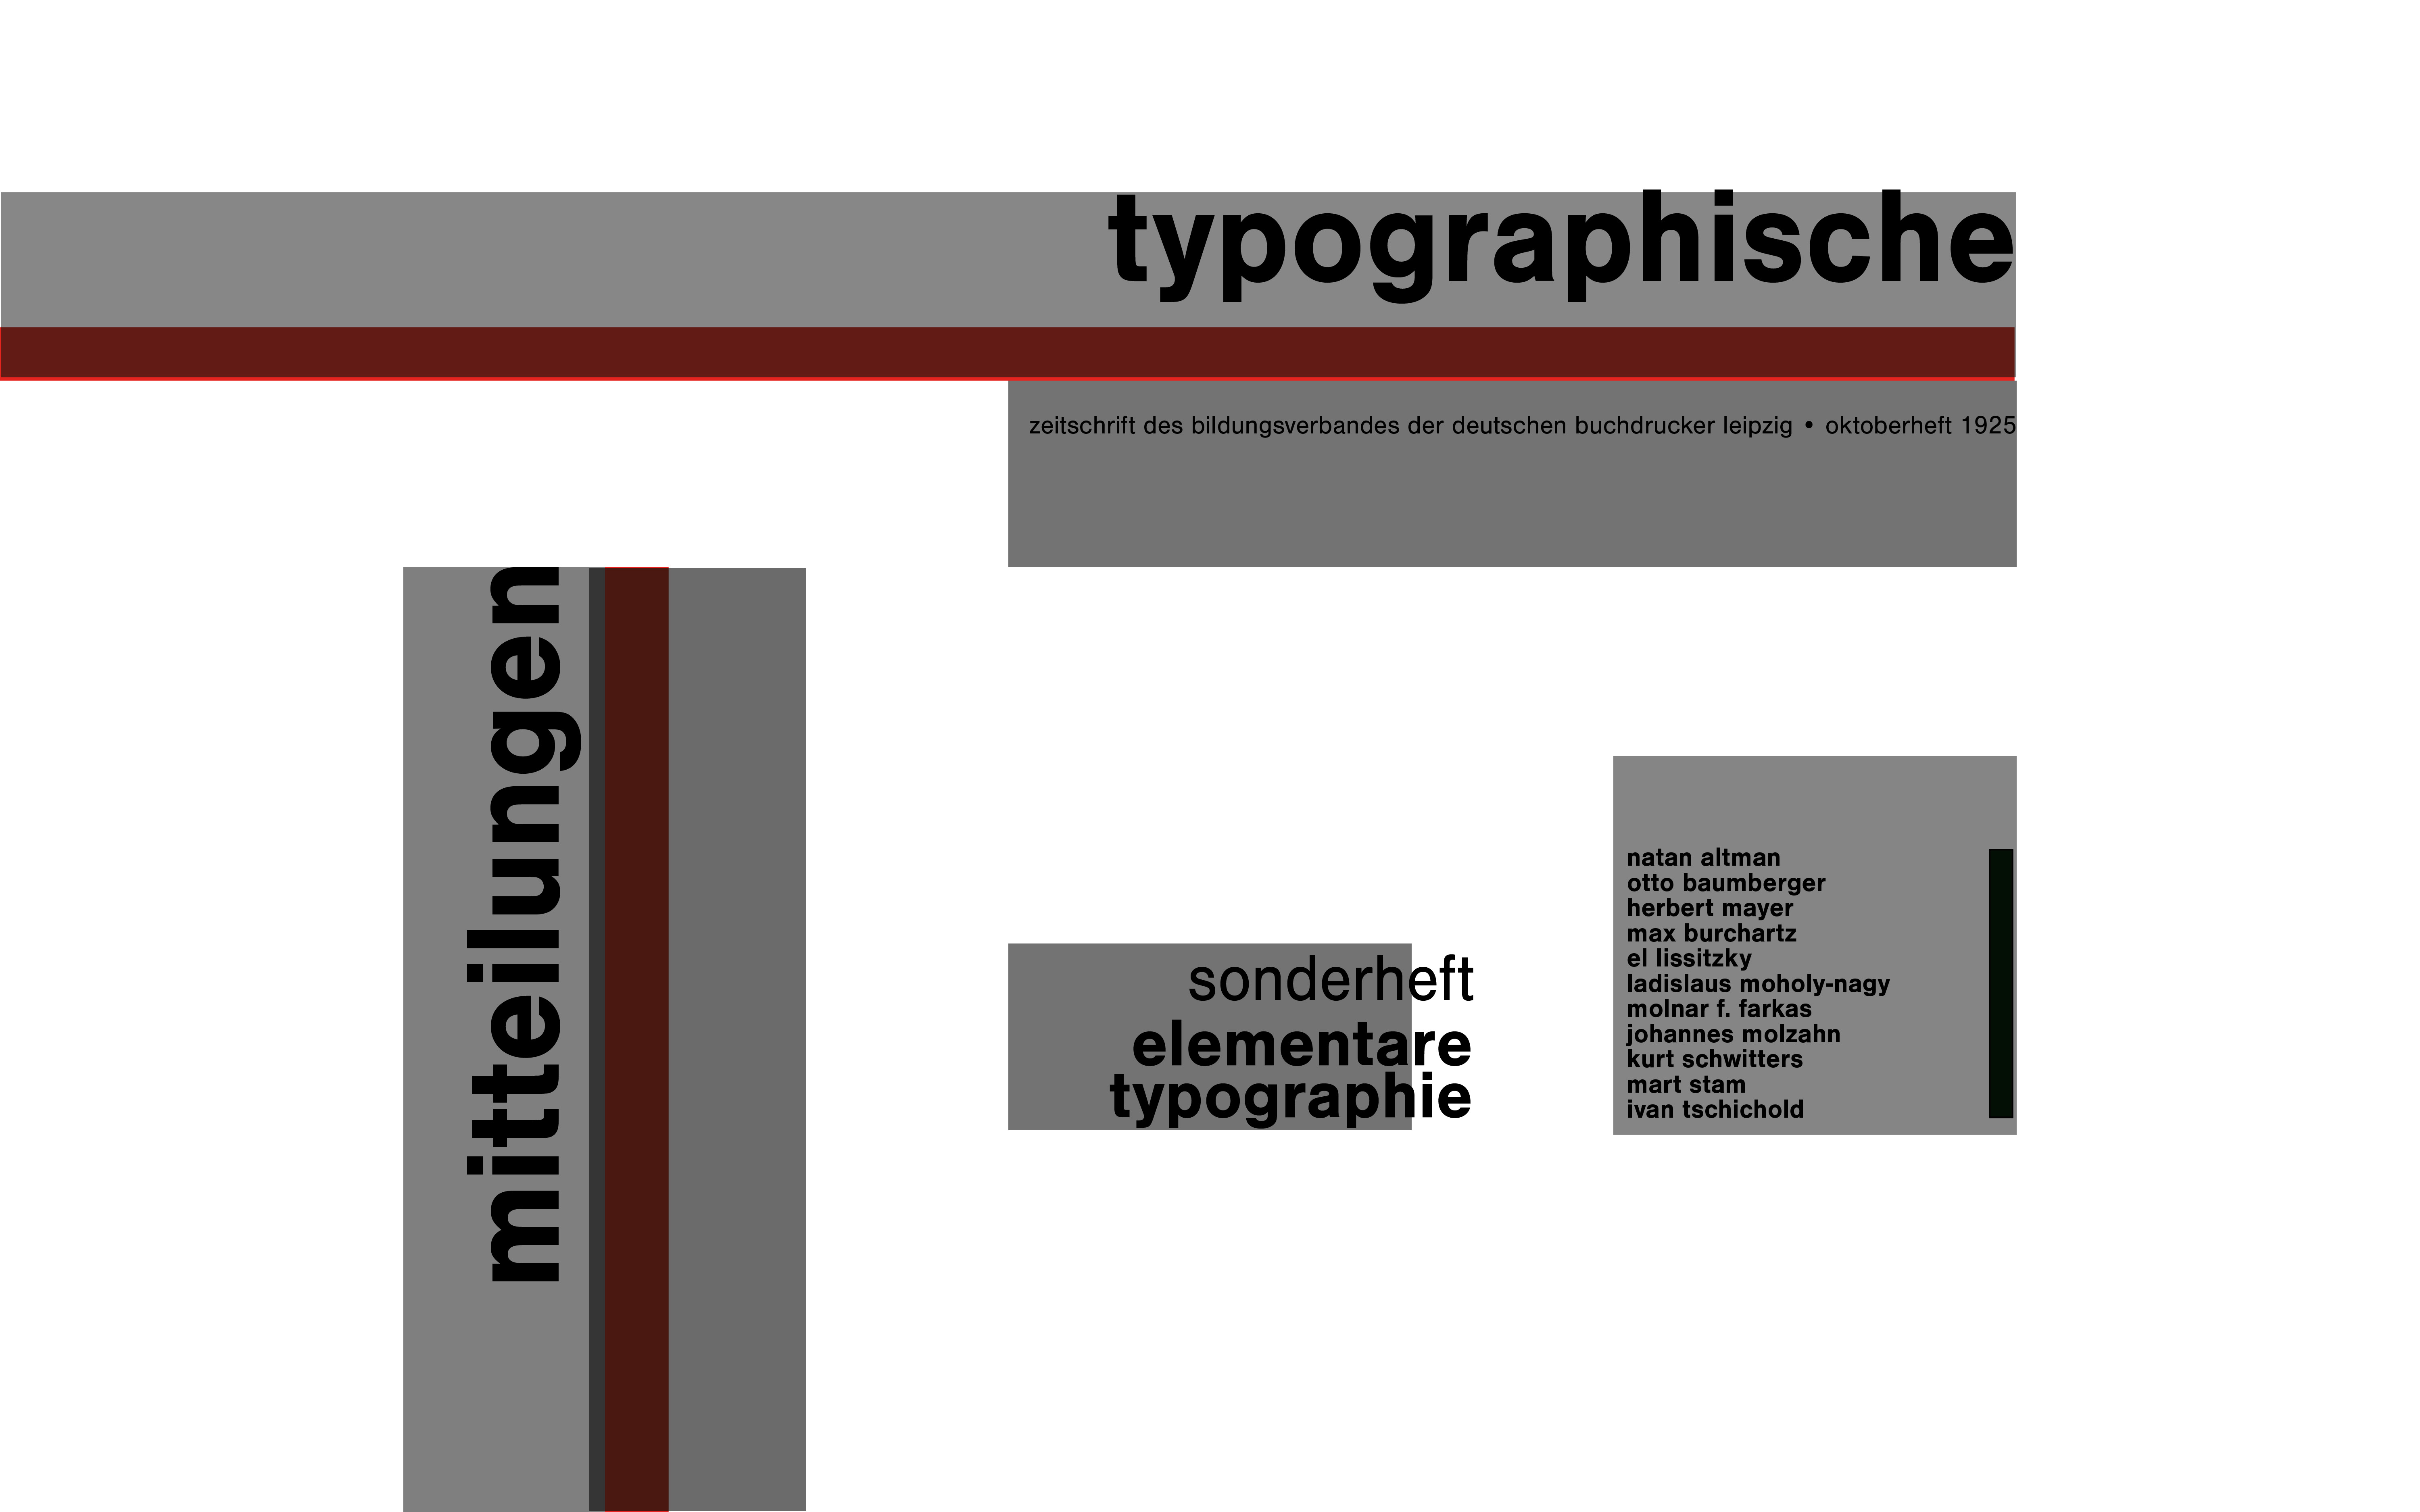 typographische
zeitschrift des bildungsverbandes der deutschen buchdrucker leipzig • oktoberheft 1925
mitteilungen
sonderheft
elementare
typographie
natan altman
otto baumberger
herbert mayer
max burchartz
el lissitzky
ladislaus moholy-nagy
molnar f. farkas
johannes molzahn
kurt schwitters
mart stam
ivan tschichold